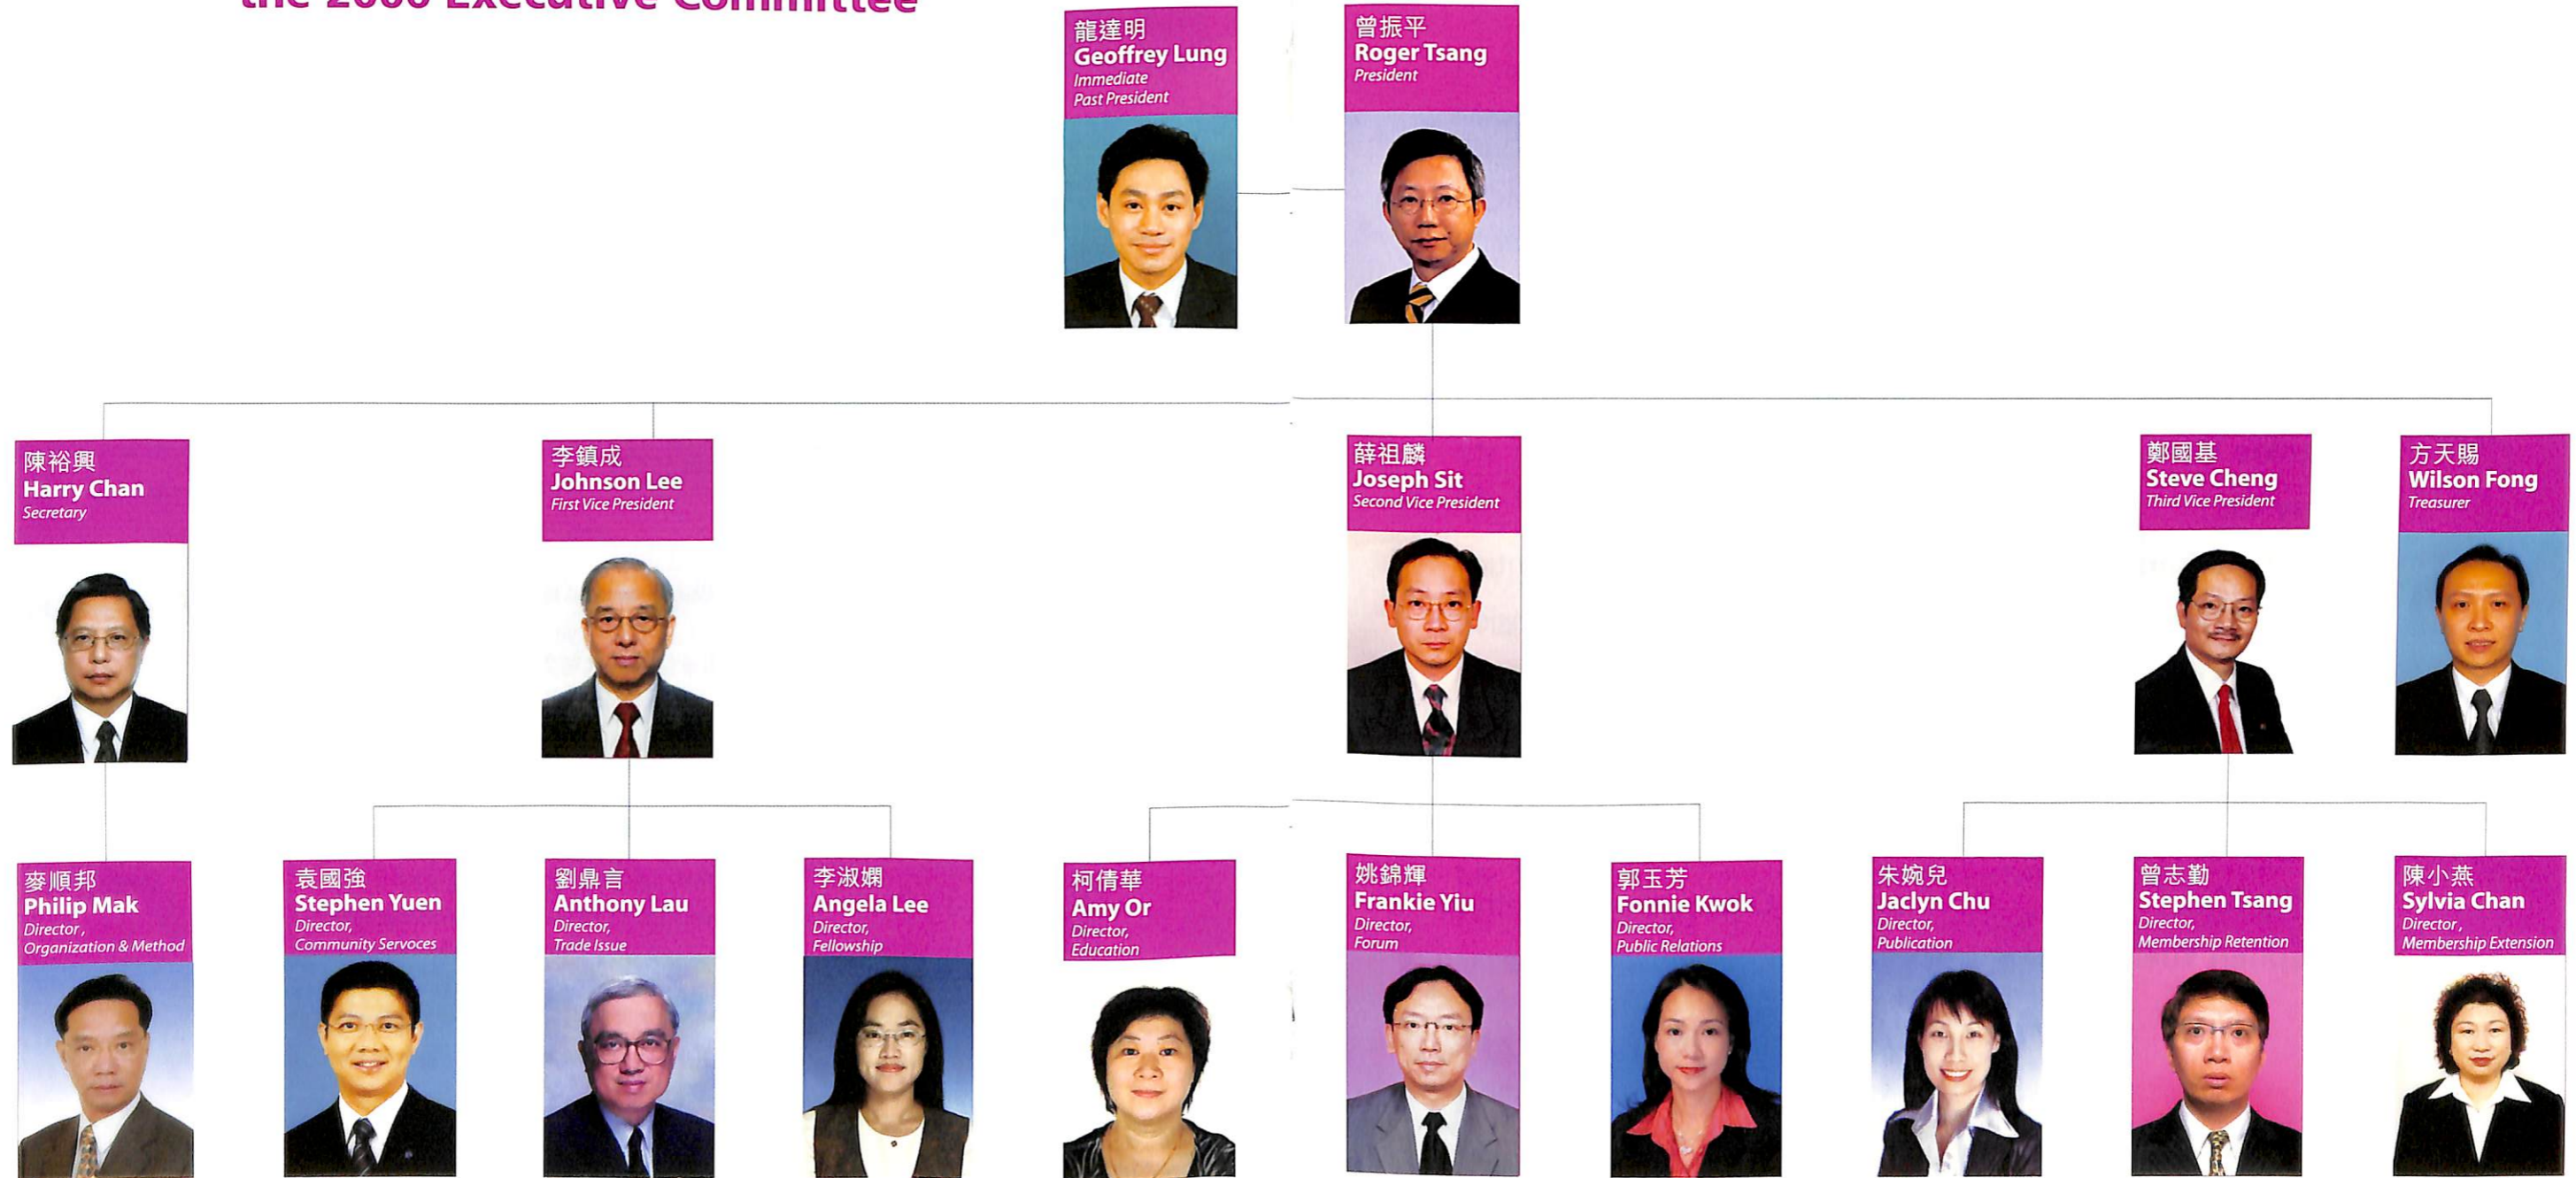 the 2006 Executive Committee
龍達明
Geoffrey Lung
Immediate
Past President
曾振平
Roger Tsang
President
陳裕興
Harry Chan
Secretary
李鎮成
Johnson Lee
First Vice President
薛祖麟
Joseph Sit
Second Vice President
鄭國基
Steve Cheng
Third Vice President
方天賜
Wilson Fong
Treasurer
麥順邦
Philip Mak
Director,
Organization & Method
袁國強
Stephen Yuen
Director,
Community Servoces
劉鼎言
Anthony Lau
Director,
Trade Issue
李淑嫻
Angela Lee
Director,
Fellowship
柯倩華
Amy Or
Director,
Education
姚錦輝
Frankie Yiu
Director,
Forum
郭玉芳
Fonnie Kwok
Director,
Public Relations
朱婉兒
Jaclyn Chu
Director,
Publication
曾志勤
Stephen Tsang
Director,
Membership Retention
陳小燕
Sylvia Chan
Director,
Membership Extension